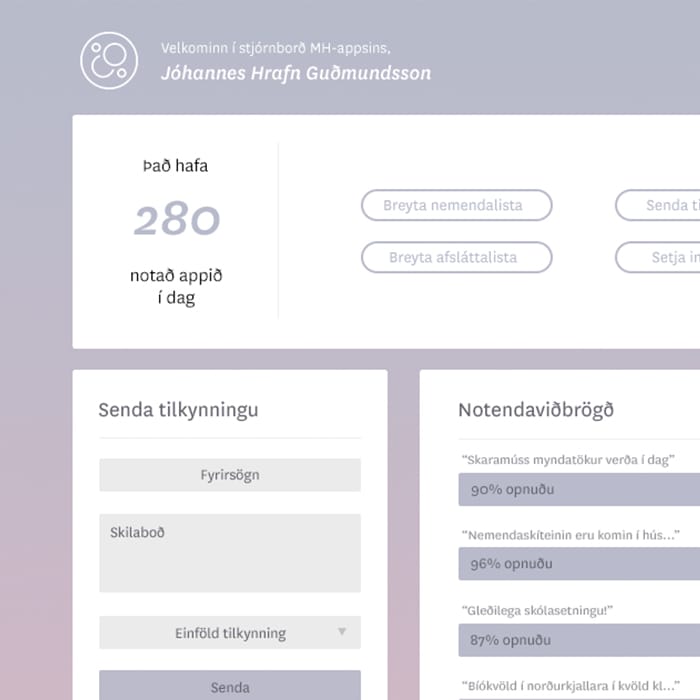 Velkominn í stjórnborð MH-appsins,
Jóhannes Hrafn Guðmundsson
Það hafa
280
notað appið
í dag
Breyta nemendalista
Senda ti
Breyta afsláttalista
Setja in
Senda tilkynningu
Fyrirsögn
Skilaboð
Einföld tilkynning
Senda
Notendaviðbrögð
“Skaramúss myndatökur verða í dag”
90% opnuðu
“Nemendaskíteinin eru komin í hús...”
96% opnuðu
“Gleðilega skólasetningu!”
87% opnuðu
“Bíókvöld í norðurkjallara í kvöld kl...”